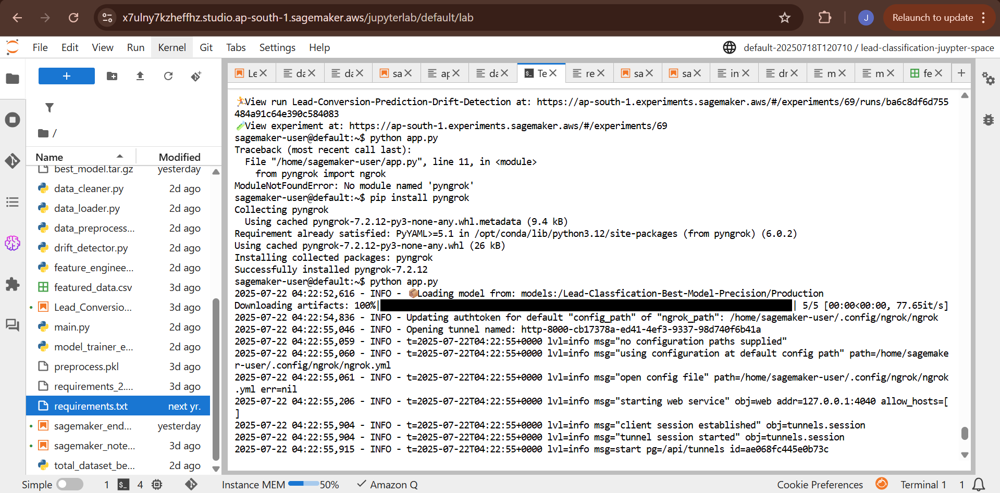 x7ulny7kzheffhz.studio.ap-south-1.sagemaker.aws/jupyterlab/default/lab
J
Relaunch to update
File Edit View Run Kernel Git Tabs Settings Help
default-20250718T120710 / lead-classification-juypter-space
Le da da sa ap da Te re sa sa in dr m m fe
/
Name Modified
best_model.tar.gz yesterday
data_cleaner.py 2d ago
data_loader.py 2d ago
data_preprocess... 2d ago
drift_detector.py 2d ago
feature_enginee... 2d ago
featured_data.csv 3d ago
Lead_Conversio... 3d ago
main.py 2d ago
model_trainer_e... 2d ago
preprocess.pkl 3d ago
requirements_2.... 3d ago
requirements.txt next yr.
sagemaker_end... yesterday
sagemaker_note... 3d ago
total_dataset_be... 2d ago
🏃View run Lead-Conversion-Prediction-Drift-Detection at: https://ap-south-1.experiments.sagemaker.aws/#/experiments/69/runs/ba6c8df6d755
484a91c64e390c584083
🧪View experiment at: https://ap-south-1.experiments.sagemaker.aws/#/experiments/69
sagemaker-user@default:~$ python app.py
Traceback (most recent call last):
File "/home/sagemaker-user/app.py", line 11, in <module>
from pyngrok import ngrok
ModuleNotFoundError: No module named 'pyngrok'
sagemaker-user@default:~$ pip install pyngrok
Collecting pyngrok
Using cached pyngrok-7.2.12-py3-none-any.whl.metadata (9.4 kB)
Requirement already satisfied: PyYAML>=5.1 in /opt/conda/lib/python3.12/site-packages (from pyngrok) (6.0.2)
Using cached pyngrok-7.2.12-py3-none-any.whl (26 kB)
Installing collected packages: pyngrok
Successfully installed pyngrok-7.2.12
sagemaker-user@default:~$ python app.py
2025-07-22 04:22:52,616 - INFO - 📦Loading model from: models:/Lead-Classfication-Best-Model-Precision/Production
Downloading artifacts: 100%| | 5/5 [00:00<00:00, 77.65it/s]
2025-07-22 04:22:54,836 - INFO - Updating authtoken for default "config_path" of "ngrok_path": /home/sagemaker-user/.config/ngrok/ngrok
2025-07-22 04:22:55,046 - INFO - Opening tunnel named: http-8000-cb17378a-ed41-4ef3-9337-98d740f6b41a
2025-07-22 04:22:55,059 - INFO - t=2025-07-22T04:22:55+0000 lvl=info msg="no configuration paths supplied"
2025-07-22 04:22:55,060 - INFO - t=2025-07-22T04:22:55+0000 lvl=info msg="using configuration at default config path" path=/home/sagemake
r-user/.config/ngrok/ngrok.yml
2025-07-22 04:22:55,061 - INFO - t=2025-07-22T04:22:55+0000 lvl=info msg="open config file" path=/home/sagemaker-user/.config/ngrok/ngrok
.yml err=nil
2025-07-22 04:22:55,206 - INFO - t=2025-07-22T04:22:55+0000 lvl=info msg="starting web service" obj=web addr=127.0.0.1:4040 allow_hosts=[
]
2025-07-22 04:22:55,904 - INFO - t=2025-07-22T04:22:55+0000 lvl=info msg="client session established" obj=tunnels.session
2025-07-22 04:22:55,904 - INFO - t=2025-07-22T04:22:55+0000 lvl=info msg="tunnel session started" obj=tunnels.session
2025-07-22 04:22:55,915 - INFO - t=2025-07-22T04:22:55+0000 lvl=info msg=start pg=/api/tunnels id=ae068fc445e0b73c
Simple 1 4 Instance MEM 50% Amazon Q Cookie Preferences Terminal 1 1